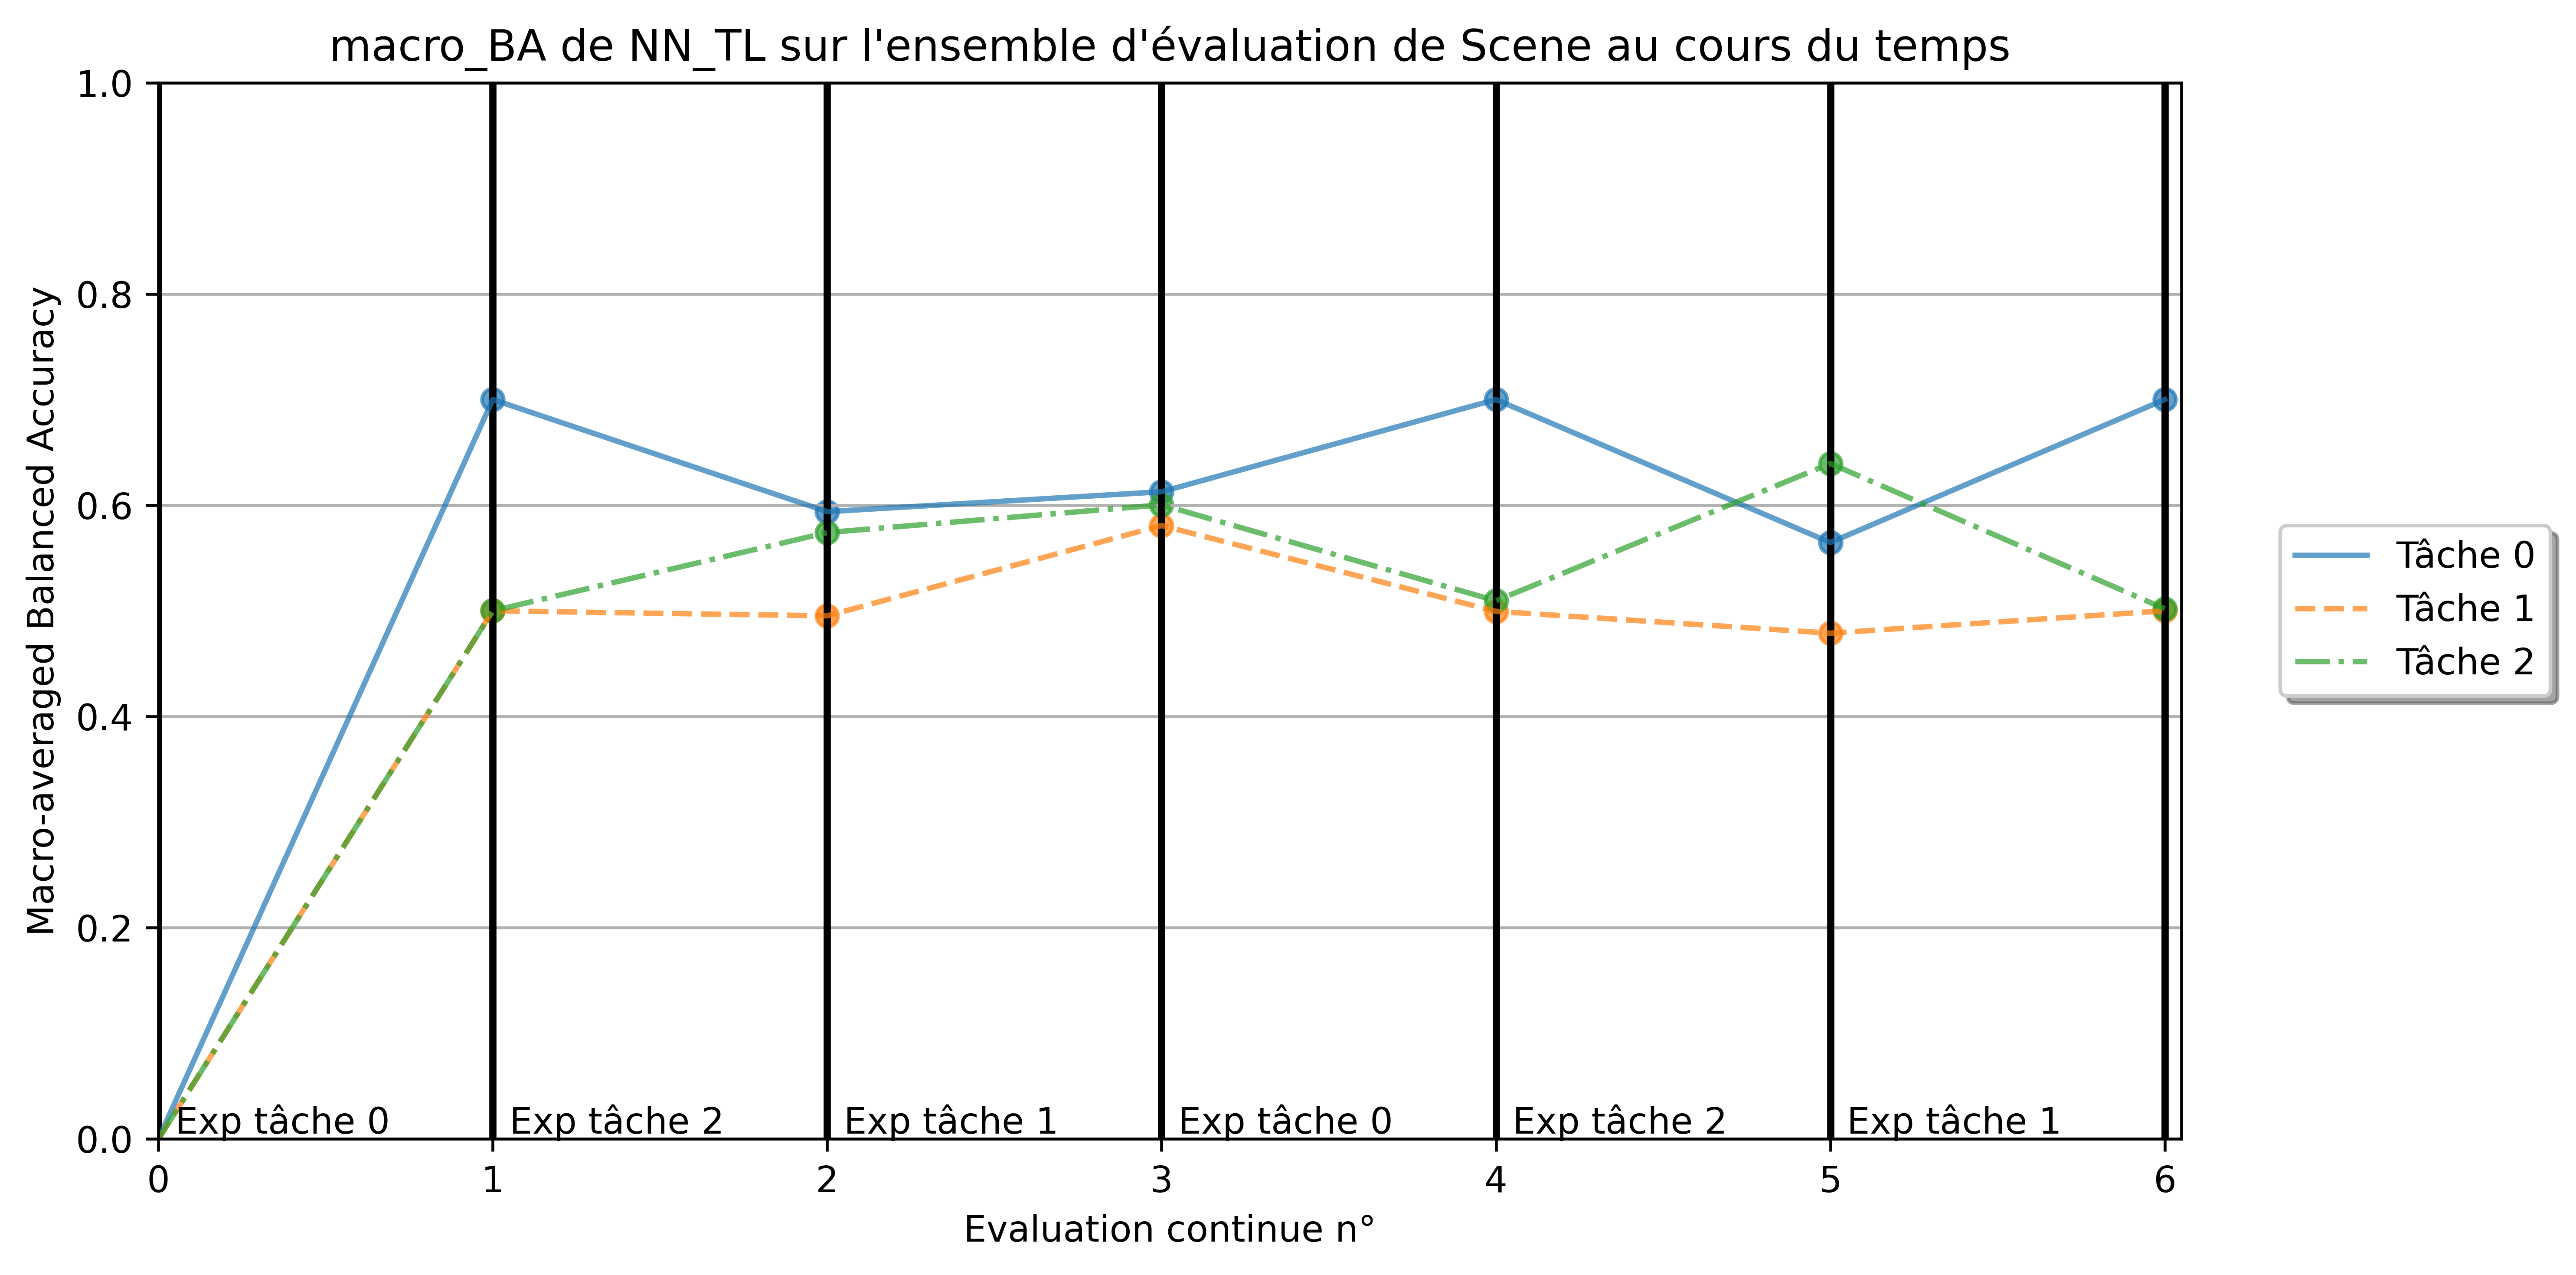 macro_BA de NN_TL sur l'ensemble d'évaluation de Scene au cours du temps
Macro-averaged Balanced Accuracy
1.0
0.8
0.6
0.4
0.2
0.0
Exp tâche 0
Exp tâche 2
Exp tâche 1
Exp tâche 0
Exp tâche 2
Exp tâche 1
0
1
2
3
4
5
6
Evaluation continue n°
Tâche 0
Tâche 1
Tâche 2